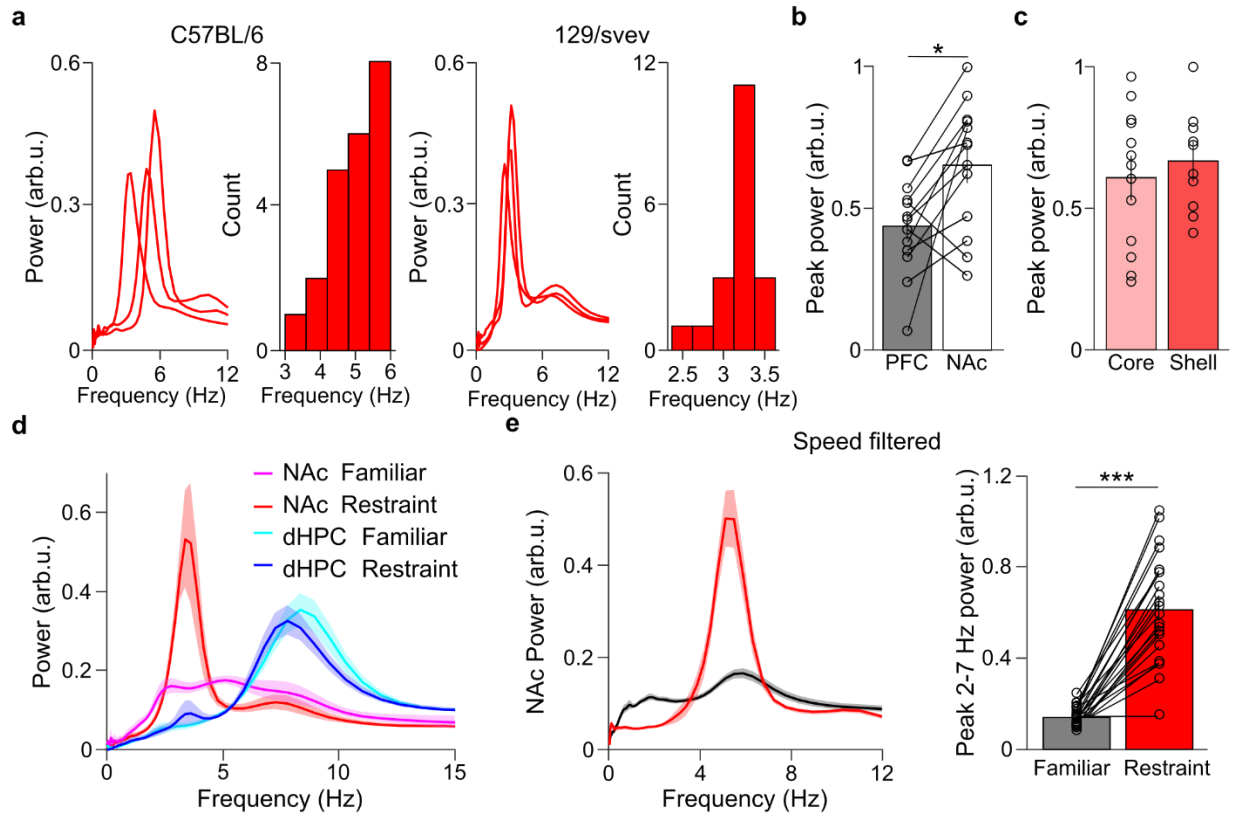 a
C57BL/6
129/svev
b
c
0.6
0.3
0
Power (arb.u.)
0 6 12
Frequency (Hz)
8
4
0
Count
3 4 5 6
Frequency (Hz)
0.6
0.3
0
Power (arb.u.)
0 6 12
Frequency (Hz)
12
6
0
Count
2.5 3 3.5
Frequency (Hz)
*
1
0.5
0
Peak power (arb.u.)
PFC NAc
1
0.5
0
Peak power (arb.u.)
Core Shell
d
NAc Familiar
NAc Restraint
dHPC Familiar
dHPC Restraint
0.6
0.4
0.2
0
Power (arb.u.)
0 5 10 15
Frequency (Hz)
e
Speed filtered
0.6
0.4
0.2
0
NAc Power (arb.u.)
0 4 8 12
Frequency (Hz)
***
1.2
0.8
0.4
0
Peak 2-7 Hz power (arb.u.)
Familiar Restraint